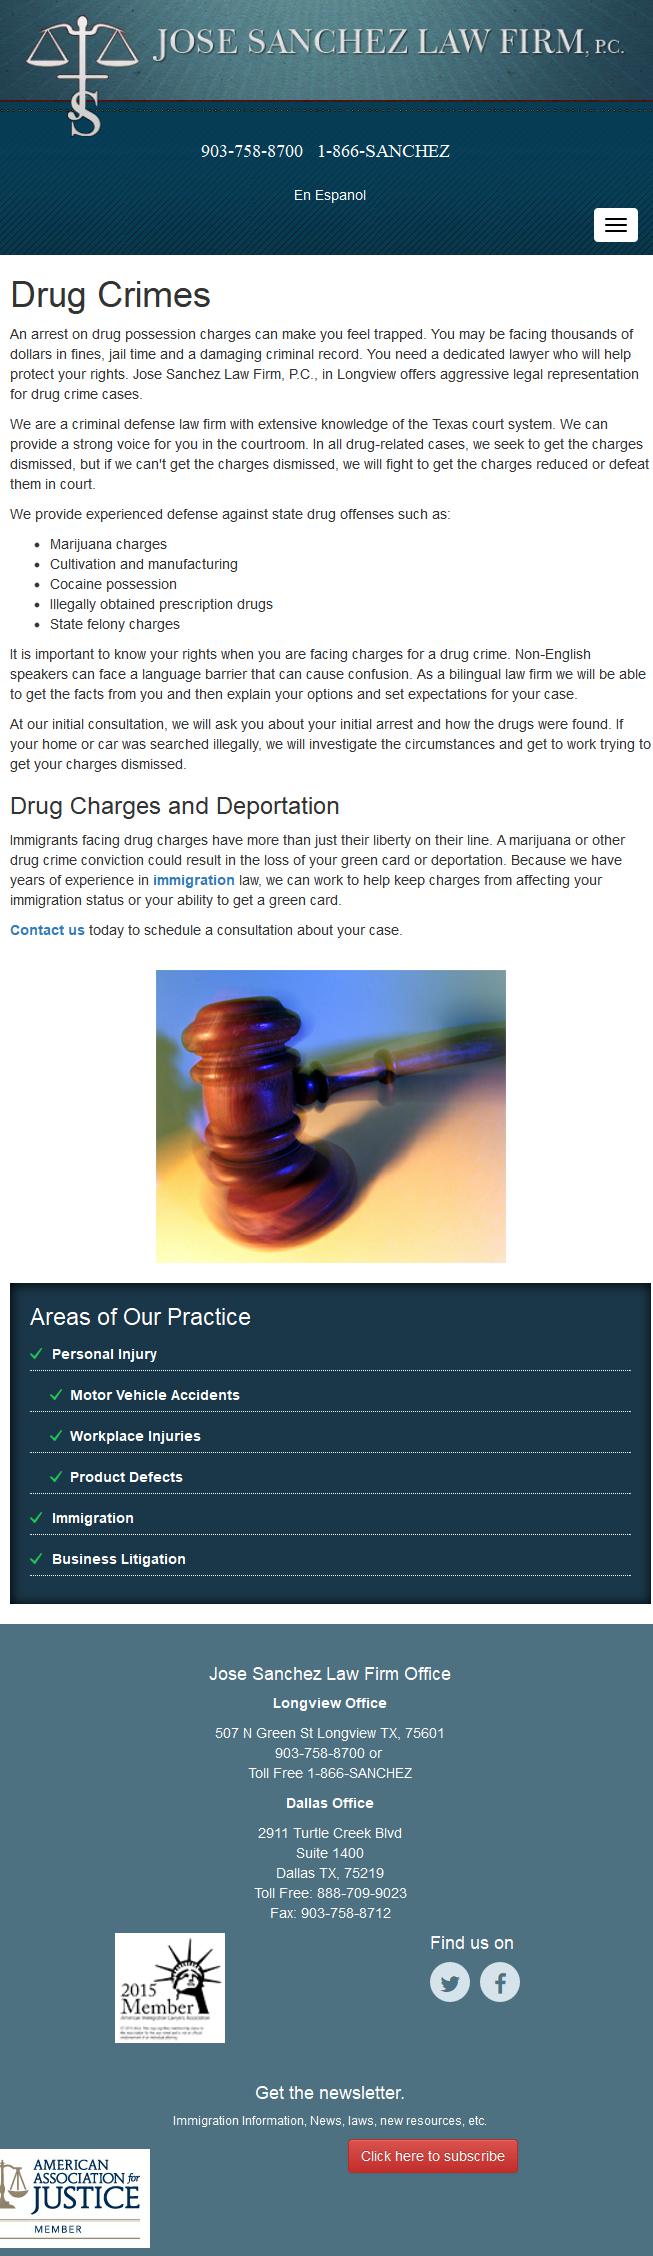 JOSE SANCHEZ LAW FIRM, P.C.
JS
903-758-8700 1-866-SANCHEZ
En Espanol
Drug Crimes
An arrest on drug possession charges can make you feel trapped. You may be facing thousands of
dollars in fines, jail time and a damaging criminal record. You need a dedicated lawyer who will help
protect your rights. Jose Sanchez Law Firm, P.C., in Longview offers aggressive legal representation
for drug crime cases.
We are a criminal defense law firm with extensive knowledge of the Texas court system. We can
provide a strong voice for you in the courtroom. In all drug-related cases, we seek to get the charges
dismissed, but if we can't get the charges dismissed, we will fight to get the charges reduced or defeat
them in court.
We provide experienced defense against state drug offenses such as:
• Marijuana charges
• Cultivation and manufacturing
• Cocaine possession
• Illegally obtained prescription drugs
• State felony charges
It is important to know your rights when you are facing charges for a drug crime. Non-English
speakers can face a language barrier that can cause confusion. As a bilingual law firm we will be able
to get the facts from you and then explain your options and set expectations for your case.
At our initial consultation, we will ask you about your initial arrest and how the drugs were found. If
your home or car was searched illegally, we will investigate the circumstances and get to work trying to
get your charges dismissed.
Drug Charges and Deportation
Immigrants facing drug charges have more than just their liberty on their line. A marijuana or other
drug crime conviction could result in the loss of your green card or deportation. Because we have
years of experience in immigration law, we can work to help keep charges from affecting your
immigration status or your ability to get a green card.
Contact us today to schedule a consultation about your case.
Areas of Our Practice
Personal Injury
Motor Vehicle Accidents
Workplace Injuries
Product Defects
Immigration
Business Litigation
Jose Sanchez Law Firm Office
Longview Office
507 N Green St Longview TX, 75601
903-758-8700 or
Toll Free 1-866-SANCHEZ
Dallas Office
2911 Turtle Creek Blvd
Suite 1400
Dallas TX, 75219
Toll Free: 888-709-9023
Fax: 903-758-8712
2015
Member
American Immigration Lawyers Association
Find us on
Get the newsletter.
Immigration Information, News, laws, new resources, etc.
Click here to subscribe
AMERICAN
ASSOCIATION for
JUSTICE
MEMBER